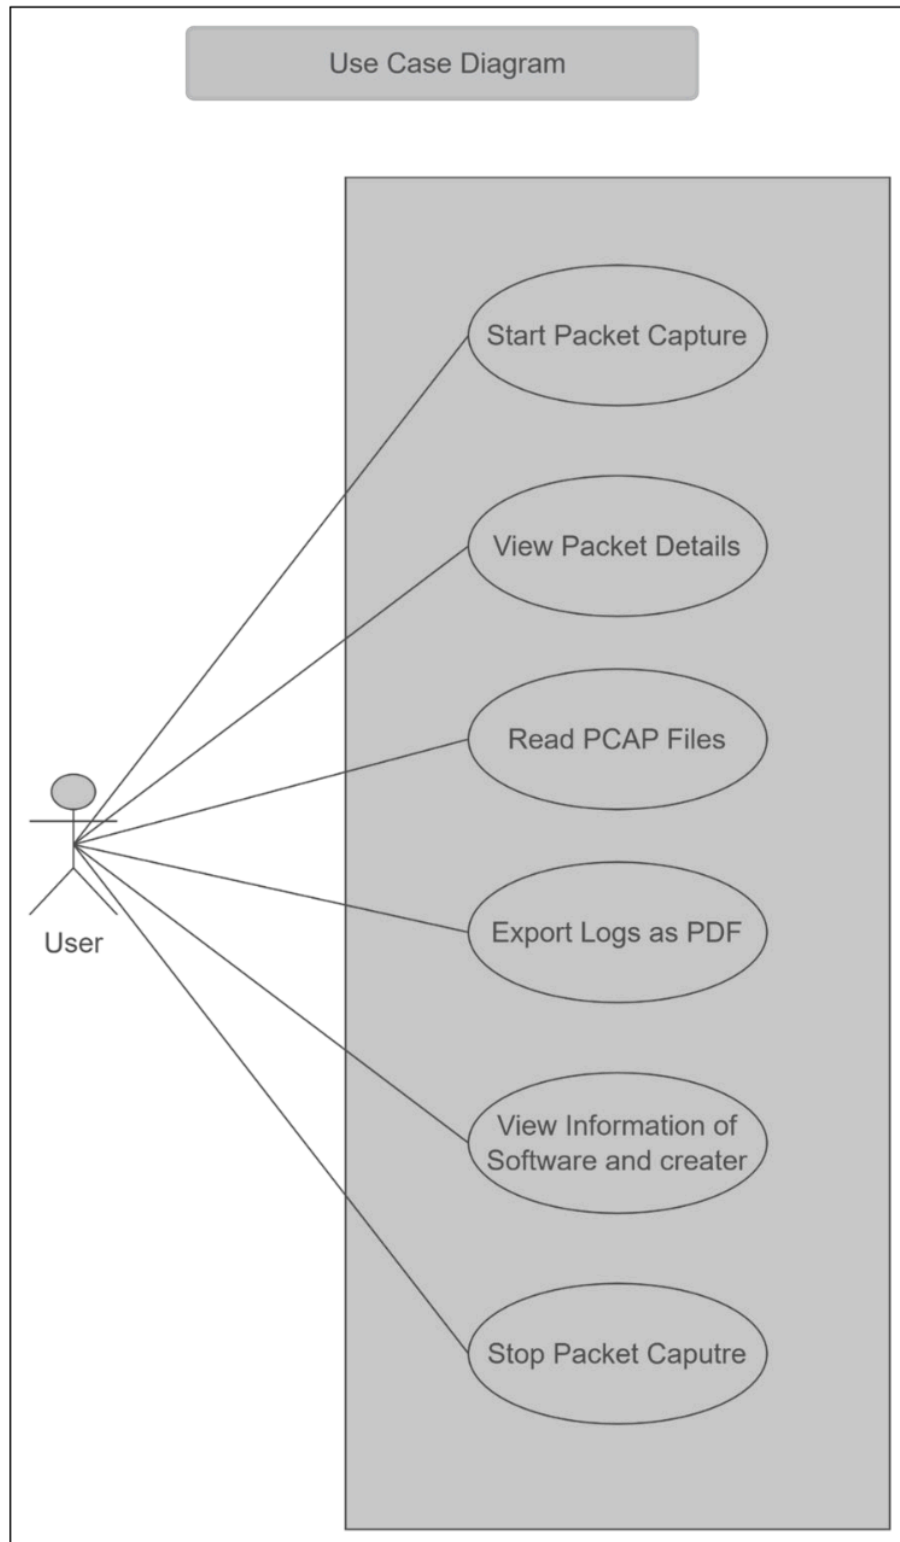 Use Case Diagram
Start Packet Capture
View Packet Details
Read PCAP Files
User
Export Logs as PDF
View Information of
Software and creater
Stop Packet Caputre